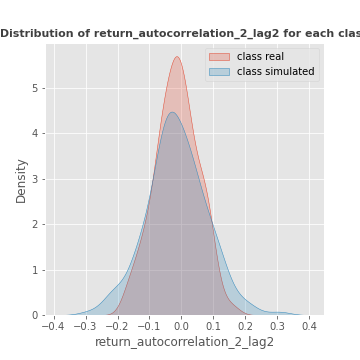 Distribution of return_autocorrelation_2_lag2 for each clas
class real
class simulated
Density
5
4
3
2
1
0
−0.4 −0.3 −0.2 −0.1 0.0 0.1 0.2 0.3 0.4
return_autocorrelation_2_lag2